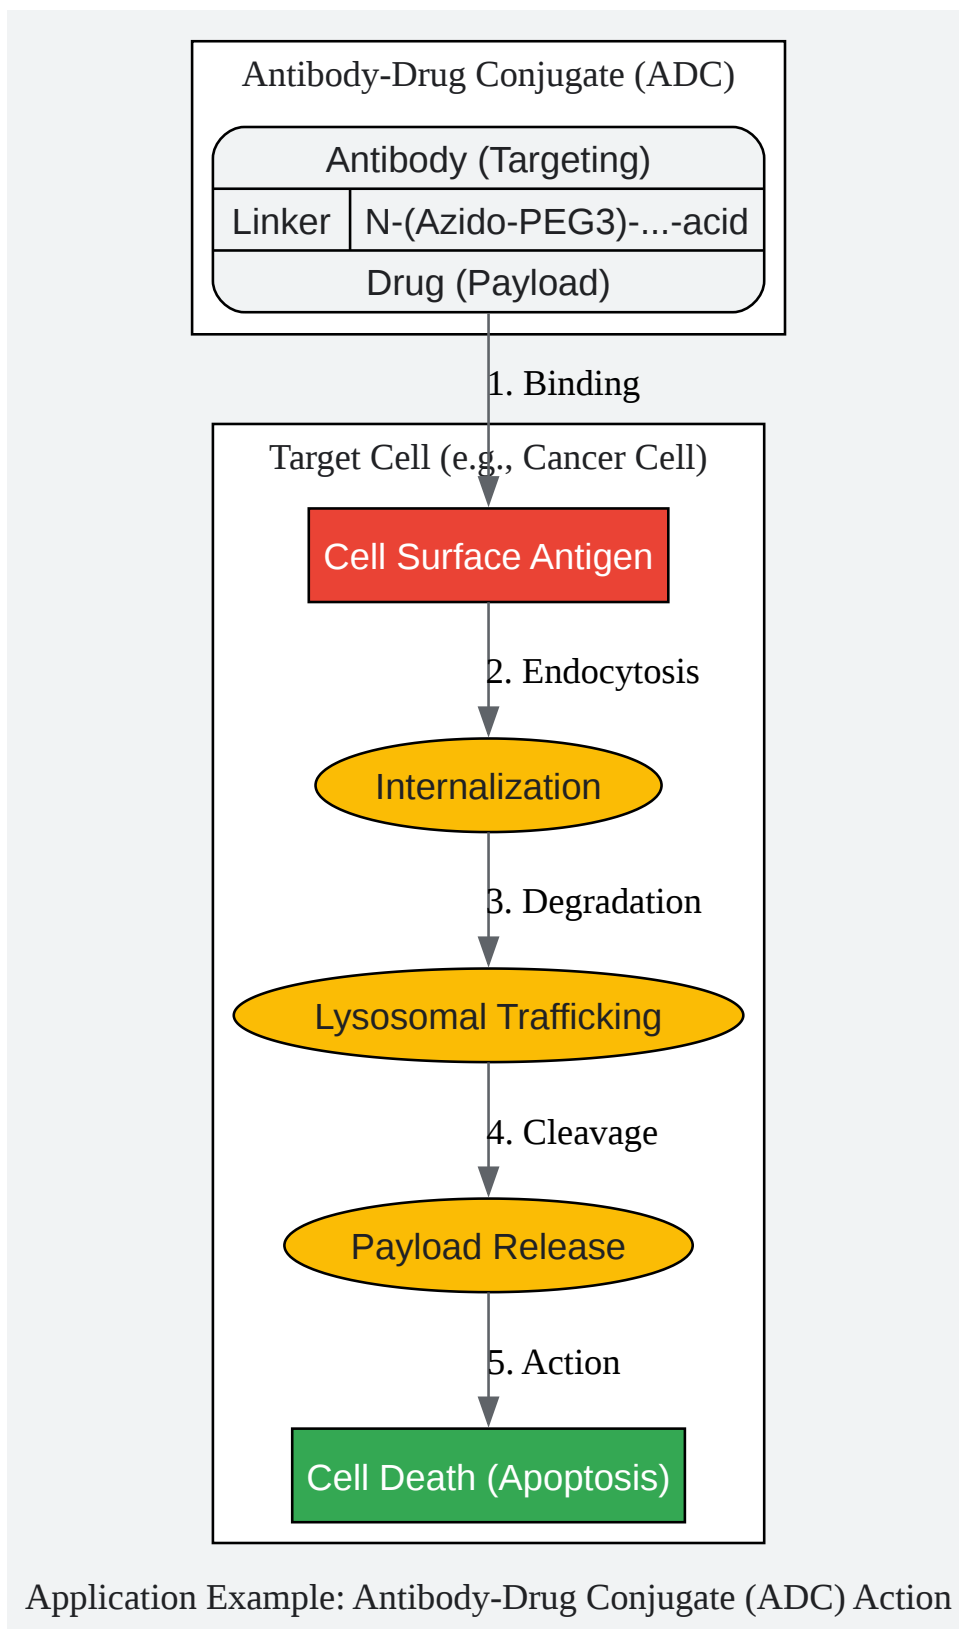 Antibody-Drug Conjugate (ADC)
Antibody (Targeting)
Linker N-(Azido-PEG3)-...-acid
Drug (Payload)
1. Binding
Target Cell (e.g., Cancer Cell)
Cell Surface Antigen
2. Endocytosis
Internalization
3. Degradation
Lysosomal Trafficking
4. Cleavage
Payload Release
5. Action
Cell Death (Apoptosis)
Application Example: Antibody-Drug Conjugate (ADC) Action